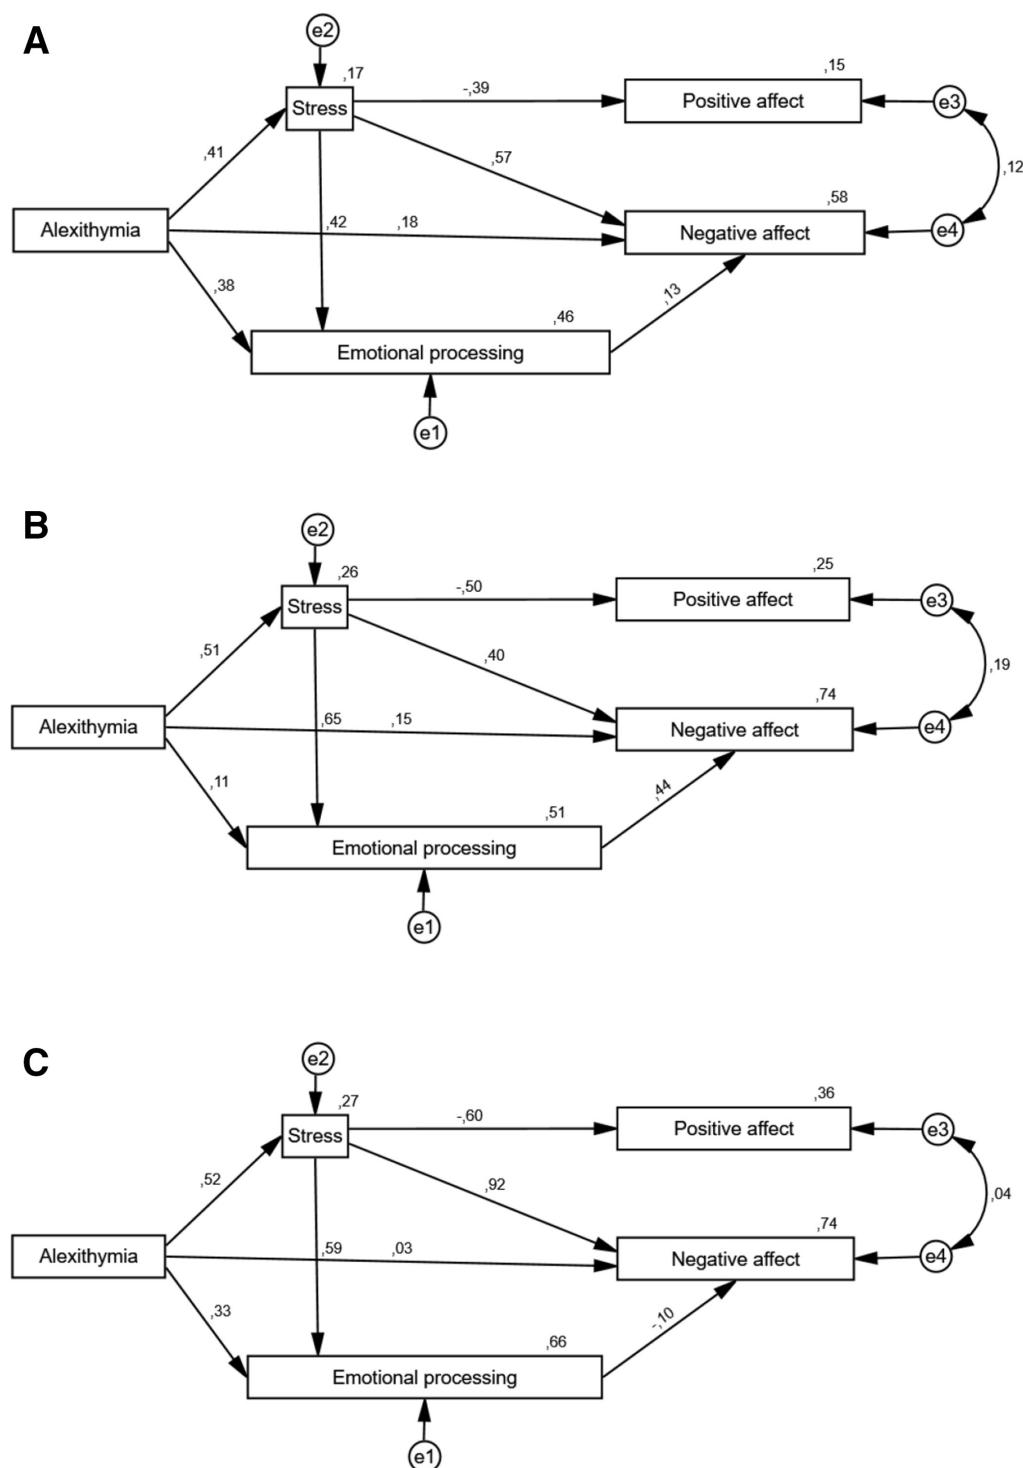 A
e2
,17
,15
Stress
-,39
Positive affect
e3
,41
,57
,12
,58
Alexithymia
,42
,18
Negative affect
e4
,38
,13
,46
Emotional processing
e1
B
e2
,26
,25
Stress
-,50
Positive affect
e3
,51
,40
,19
,74
Alexithymia
,65
,15
Negative affect
e4
,11
,44
,51
Emotional processing
e1
C
e2
,27
,36
Stress
-,60
Positive affect
e3
,52
,92
,04
,74
Alexithymia
,59
,03
Negative affect
e4
,33
-,10
,66
Emotional processing
e1